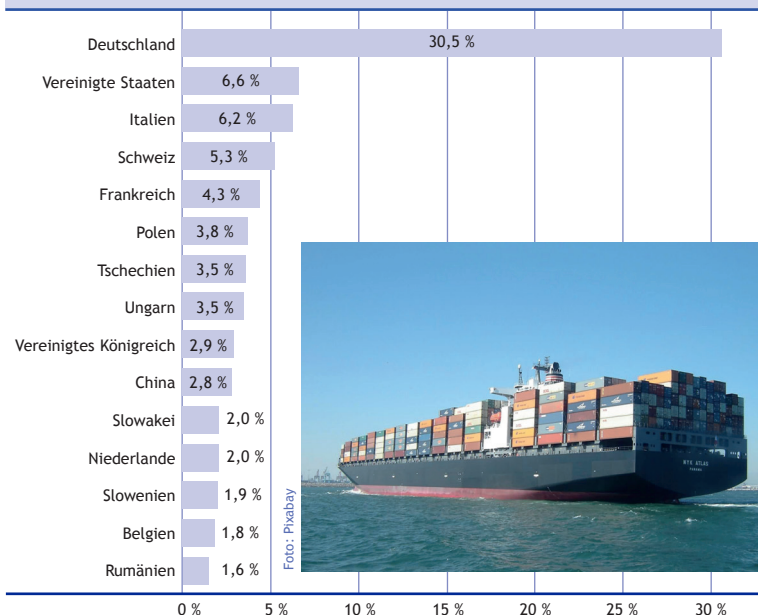 Deutschland 30,5 %
Vereinigte Staaten 6,6 %
Italien 6,2 %
Schweiz 5,3 %
Frankreich 4,3 %
Polen 3,8 %
Tschechien 3,5 %
Ungarn 3,5 %
Vereinigtes Königreich 2,9 %
China 2,8 %
Slowakei 2,0 %
Niederlande 2,0 %
Slowenien 1,9 %
Belgien 1,8 %
Rumänien 1,6 %
0 % 5 % 10 % 15 % 20 % 25 % 30 %
Foto: Pixabay
NYK ATLAS